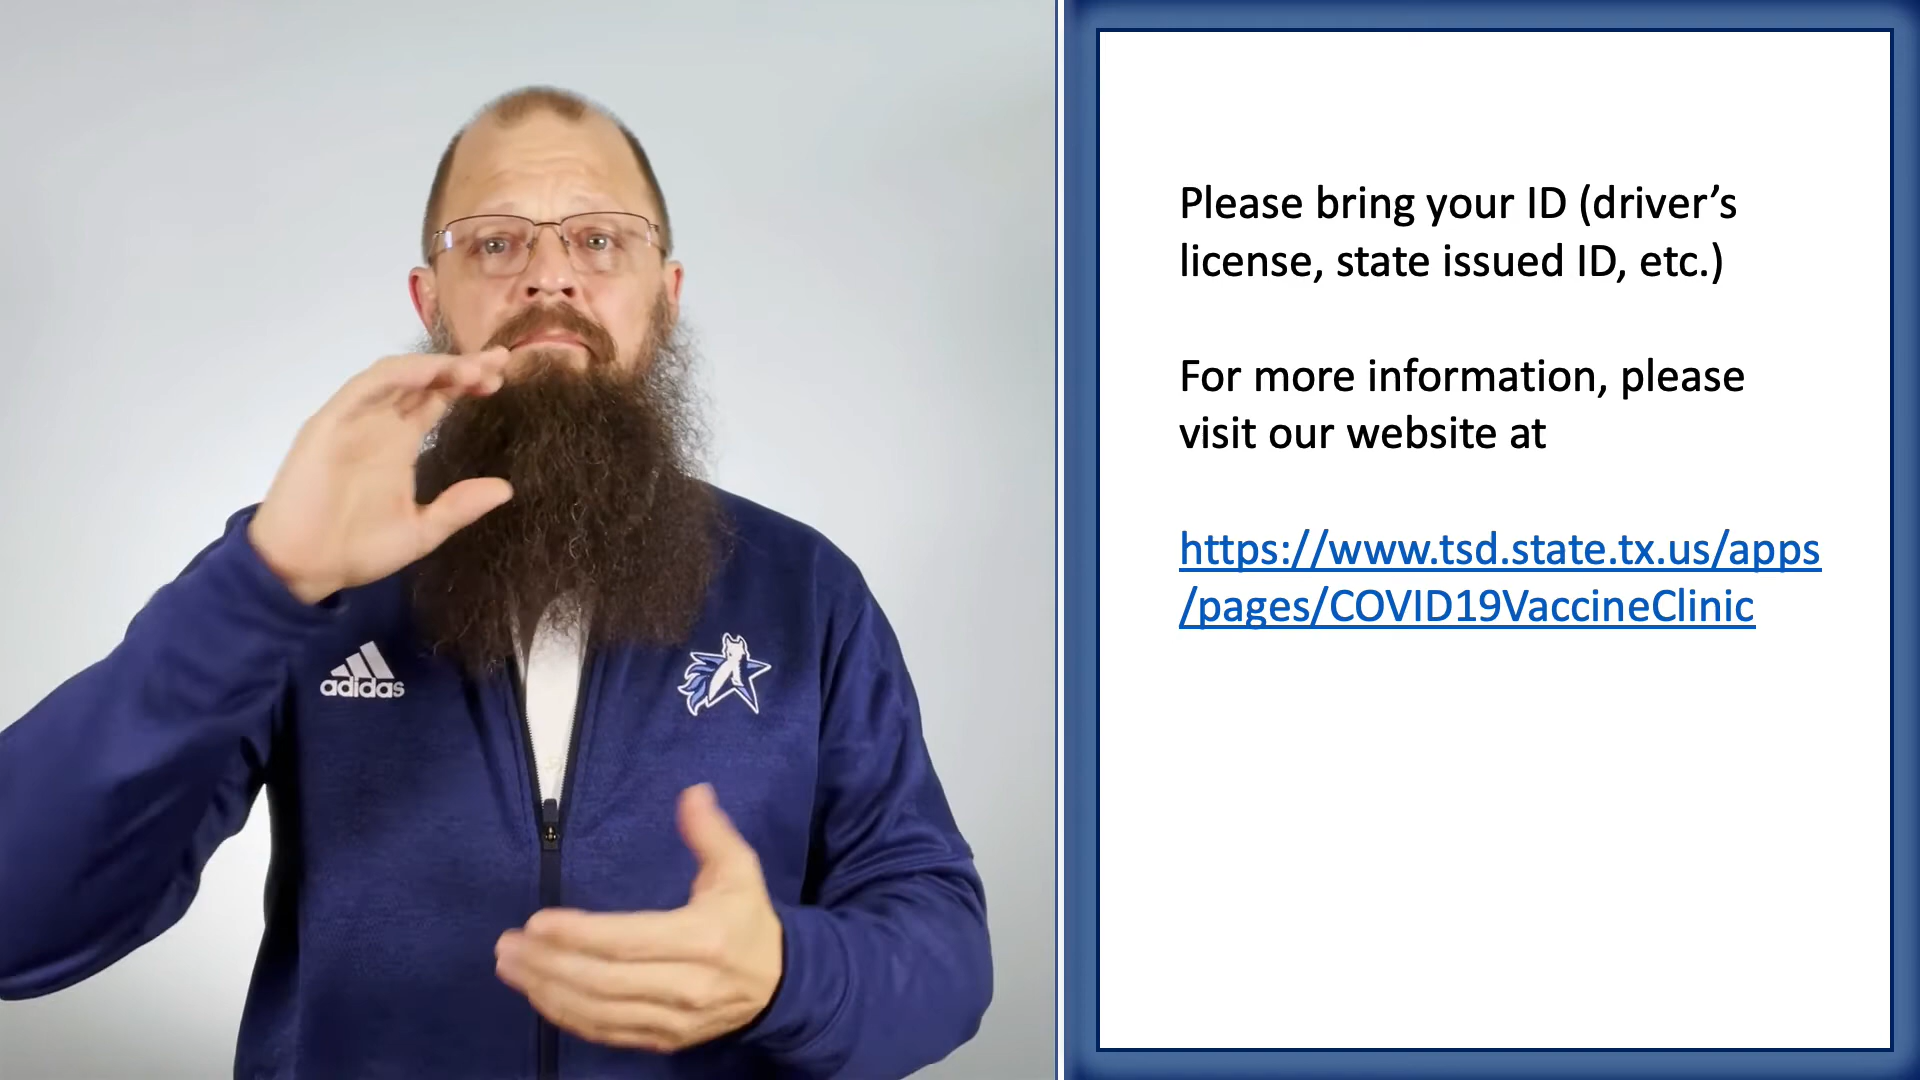 adidas
Please bring your ID (driver’s
license, state issued ID, etc.)
For more information, please
visit our website at
https://www.tsd.state.tx.us/apps
/pages/COVID19VaccineClinic